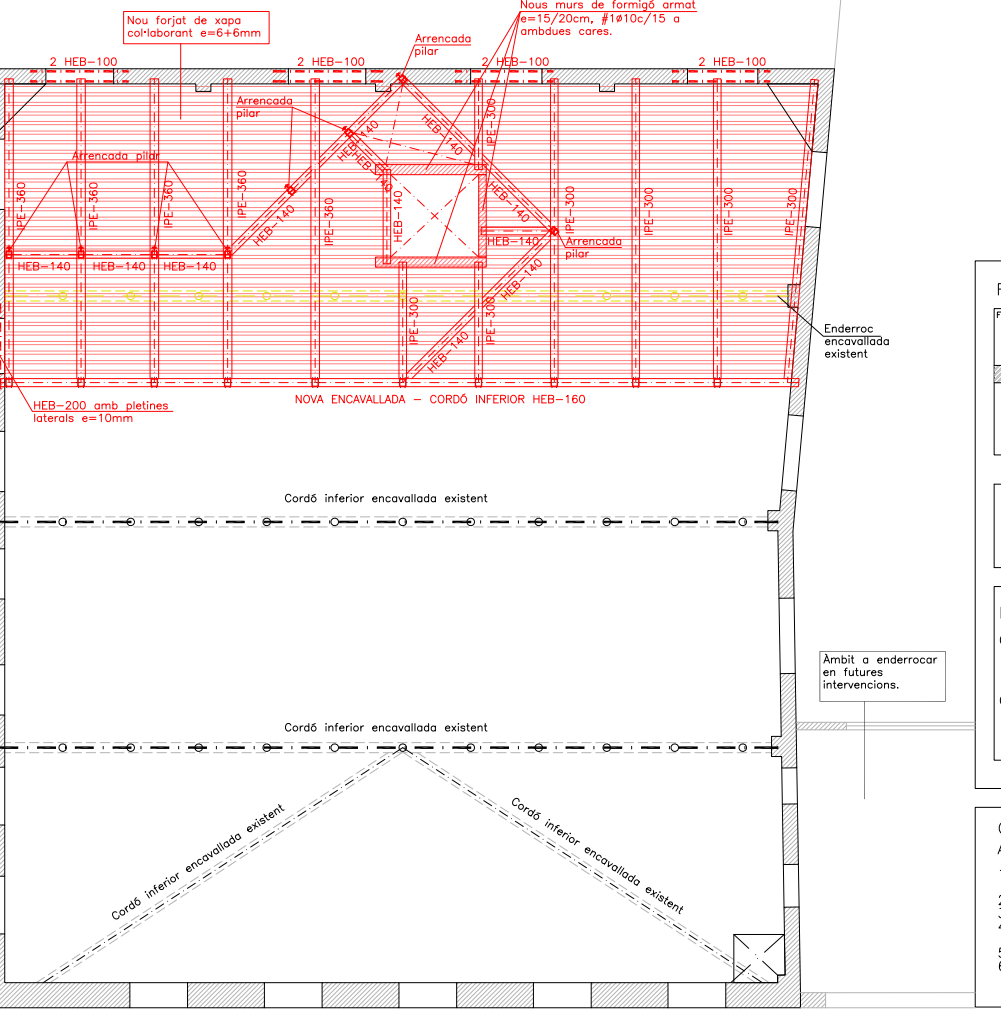 Nou forjat de xapa
col·laborant e=6+6mm
Nous murs de formigó armat
e=15/20cm, #1ø10c/15 a
ambdues cares.
Arrencada
pilar
2 HEB-100
2 HEB-100
2 HEB-100
2 HEB-100
Arrencada
pilar
Arrencada pilar
IPE-360
IPE-360
IPE-360
IPE-360
IPE-360
HEB-140
HEB-140
HEB-140
HEB-140
HEB-140
HEB-140
HEB-140
HEB-140
HEB-140
HEB-140
HEB-140
HEB-140
IPE-300
IPE-300
IPE-300
IPE-300
IPE-300
IPE-300
IPE-300
Arrencada
pilar
Enderroc
encavallada
existent
HEB-200 amb pletines
laterals e=10mm
NOVA ENCAVALLADA - CORDÓ INFERIOR HEB-160
Cordó inferior encavallada existent
Àmbit a enderrocar
en futures
intervencions.
Cordó inferior encavallada existent
Cordó inferior encavallada existent
Cordó inferior encavallada existent